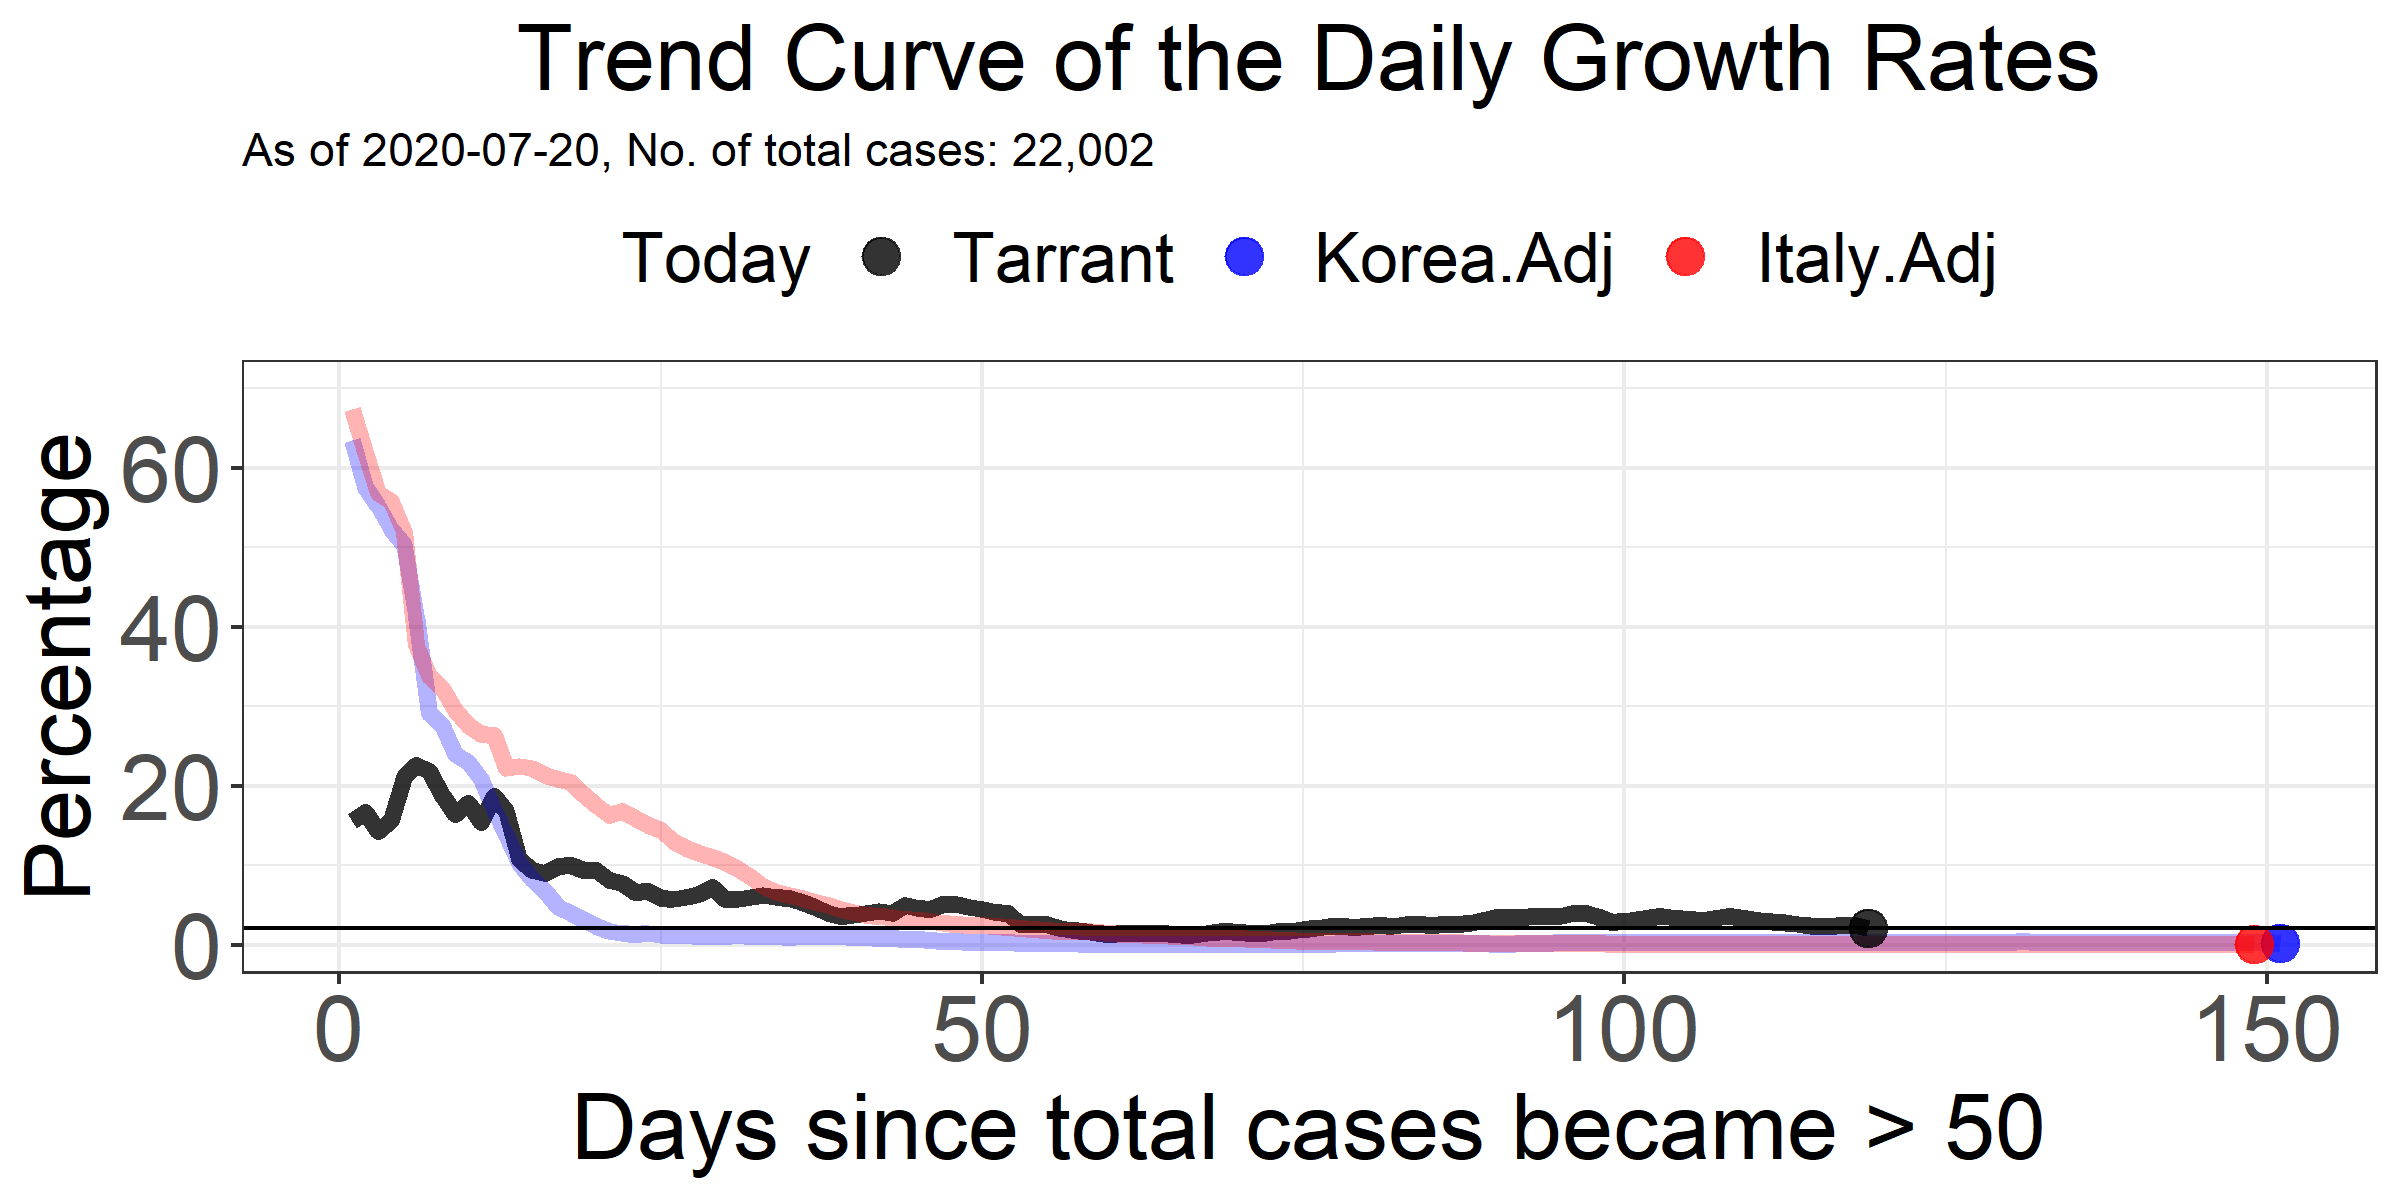 Trend Curve of the Daily Growth Rates
As of 2020-07-20, No. of total cases: 22,002
Today Tarrant Korea.Adj Italy.Adj
Percentage
60
40
20
0
0 50 100 150
Days since total cases became > 50